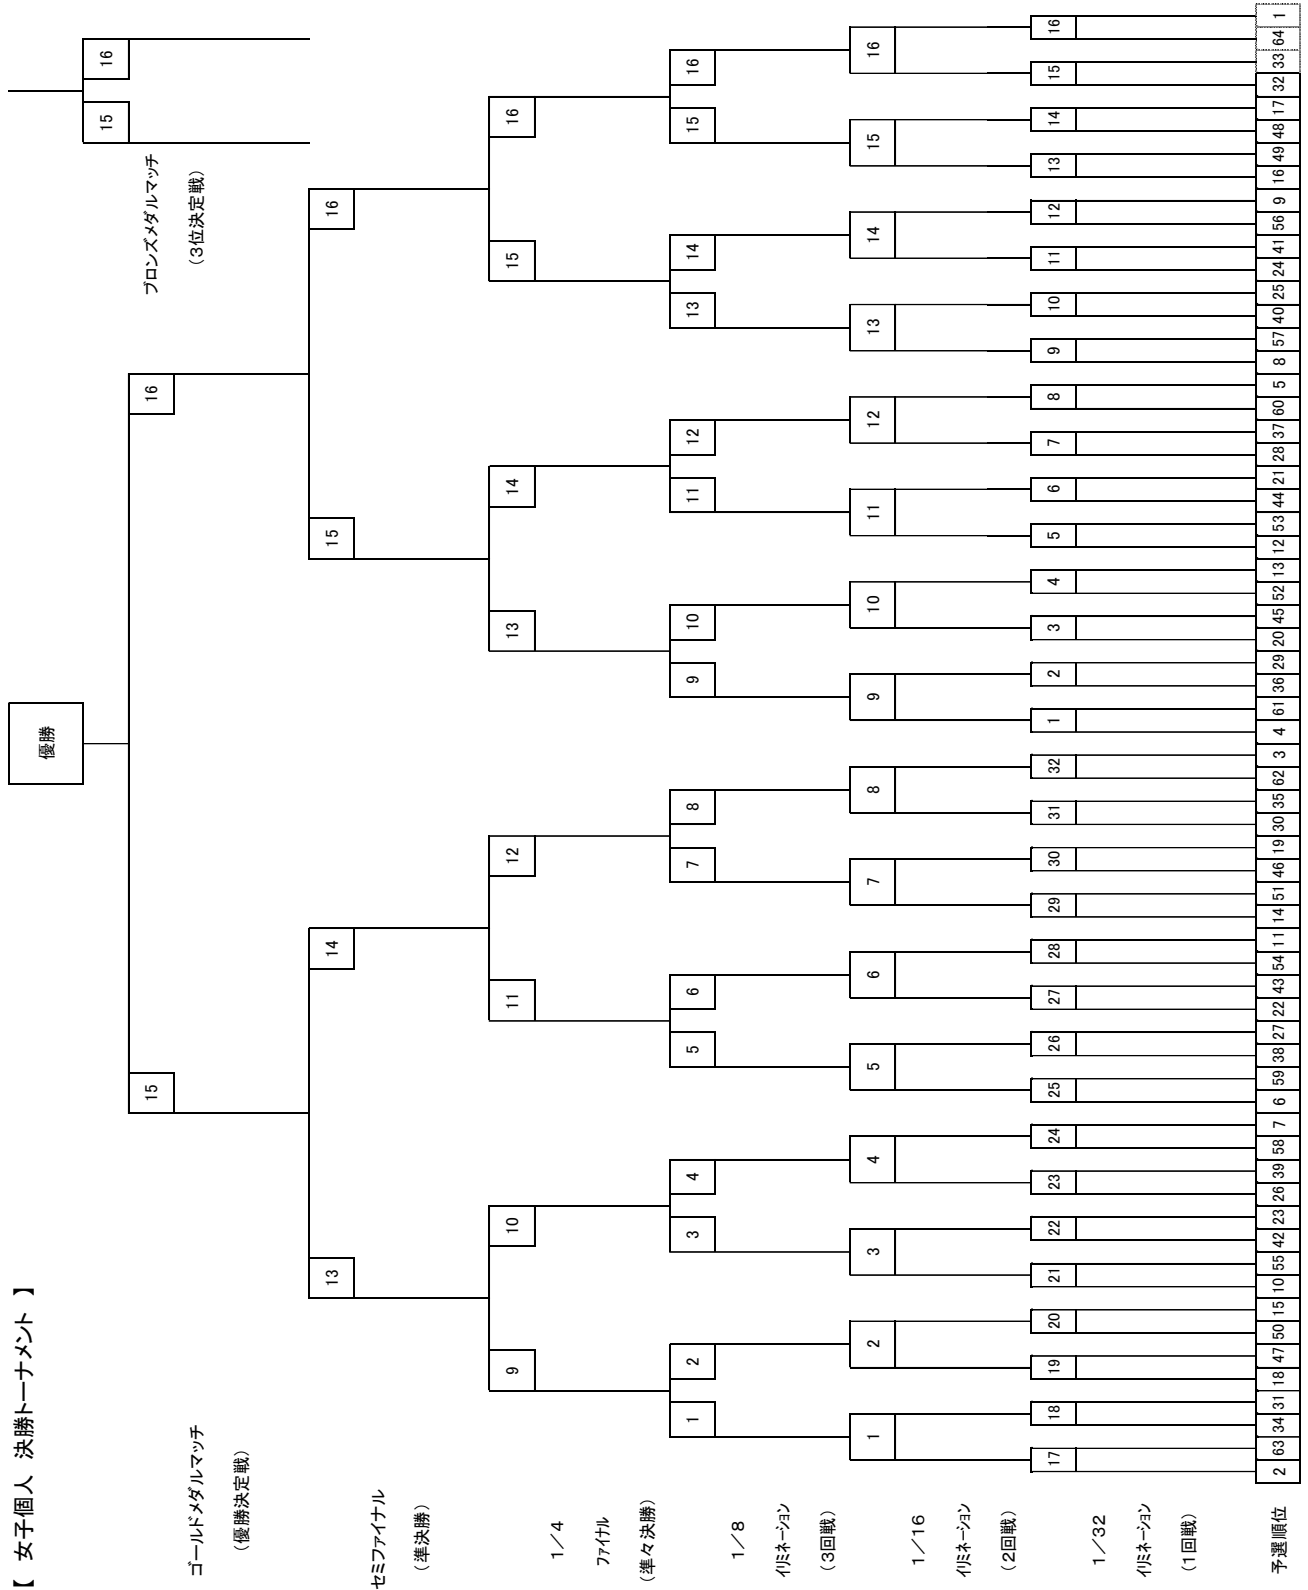 【 女子個人 決勝トーナメント 】
優勝
15 16
15 16 ブロンズメダルマッチ
ゴールドメダルマッチ （3位決定戦）
（優勝決定戦）
13 14 15 16
セミファイナル
（準決勝）
9 10 11 12 13 14 15 16
1／4
ﾌｧｲﾅﾙ
（準々決勝）
1 2 3 4 5 6 7 8 9 10 11 12 13 14 15 16
1／8
ｲﾘﾐﾈｰｼｮﾝ
（3回戦）
1 2 3 4 5 6 7 8 9 10 11 12 13 14 15 16
1／16
ｲﾘﾐﾈｰｼｮﾝ
（2回戦）
17 18 19 20 21 22 23 24 25 26 27 28 29 30 31 32 1 2 3 4 5 6 7 8 9 10 11 12 13 14 15 16
1／32
ｲﾘﾐﾈｰｼｮﾝ
（1回戦）
予選順位 2 63 34 31 18 47 50 15 10 55 42 23 26 39 58 7 6 59 38 27 22 43 54 11 14 51 46 19 30 35 62 3 4 61 36 29 20 45 52 13 12 53 44 21 28 37 60 5 8 57 40 25 24 41 56 9 16 49 48 17 32 33 64 1